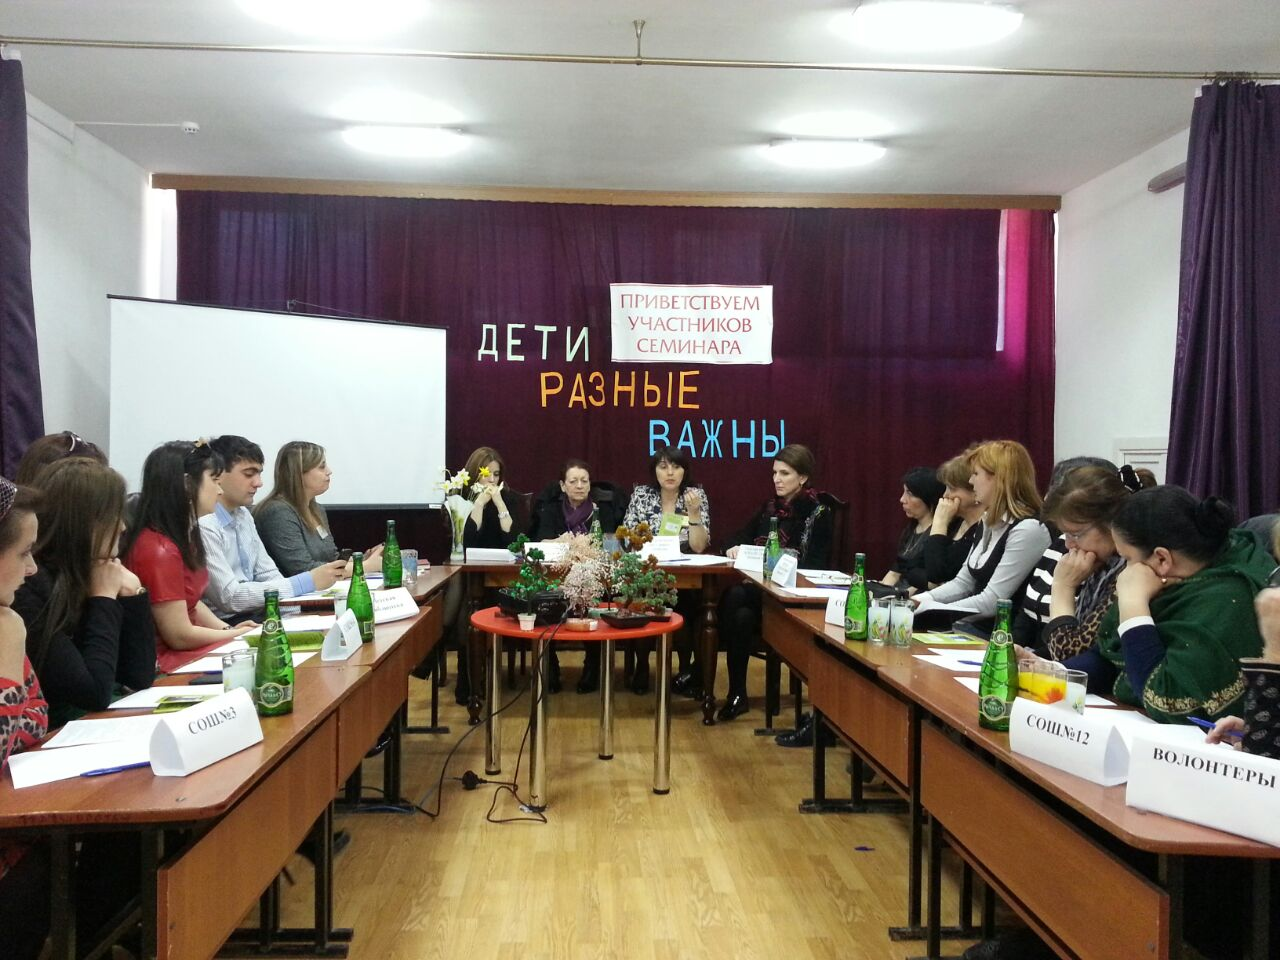 ПРИВЕТСТВУЕМ
УЧАСТНИКОВ
СЕМИНАРА
ДЕТИ
РАЗНЫЕ
ВАЖНЫ
СОШ№3
СОШ№12
ВОЛОНТЕРЫ